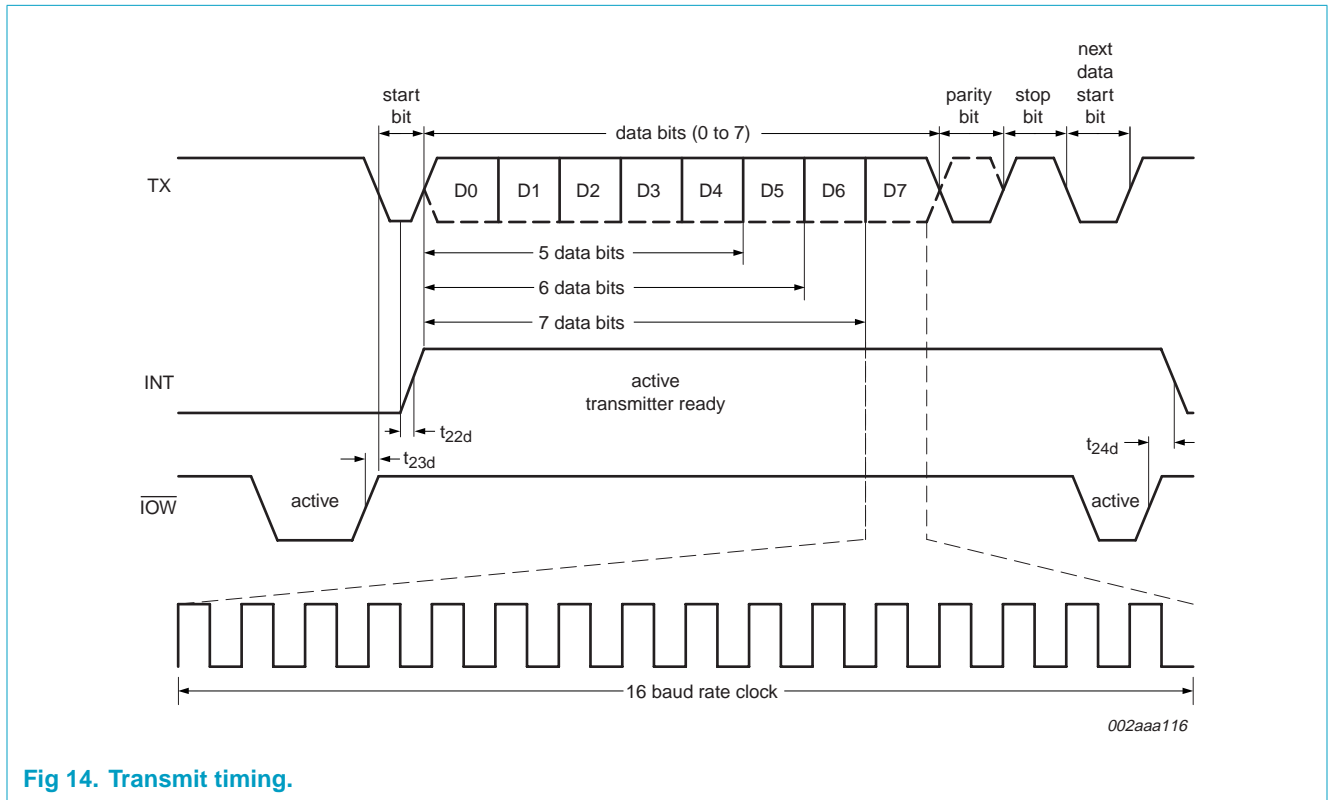 next
data
start
bit
start
bit
parity
bit
stop
bit
data bits (0 to 7)
TX
D0 D1 D2 D3 D4 D5 D6 D7
5 data bits
6 data bits
7 data bits
INT
active
transmitter ready
t22d
t24d
t23d
IOW
active
active
16 baud rate clock
002aaa116
Fig 14. Transmit timing.